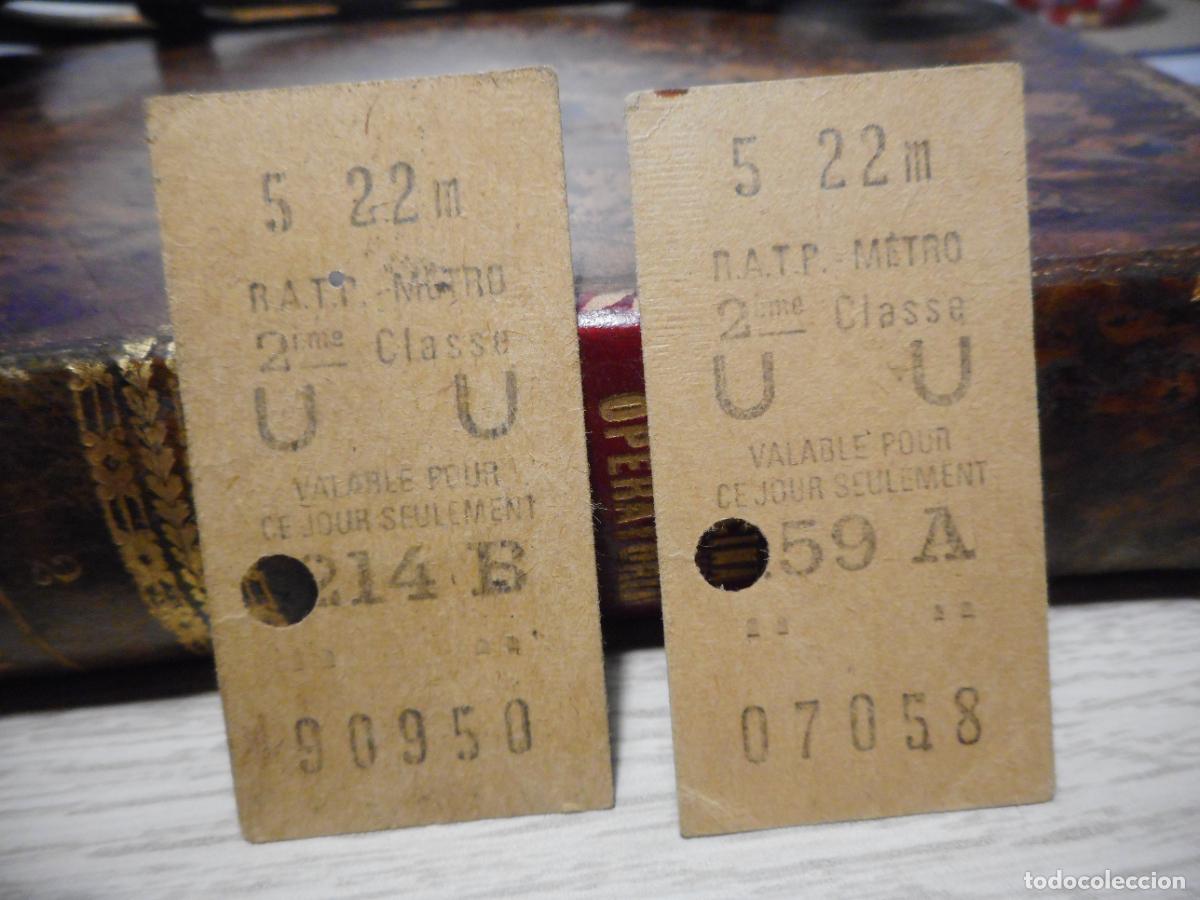 5 22m
R.A.T.P. - MÉTRO
2ème Classe
U U
VALABLE POUR
CE JOUR SEULEMENT
214 B
90950
5 22m
R.A.T.P. - MÉTRO
2ème Classe
U U
VALABLE POUR
CE JOUR SEULEMENT
59 A
07058
todocoleccion